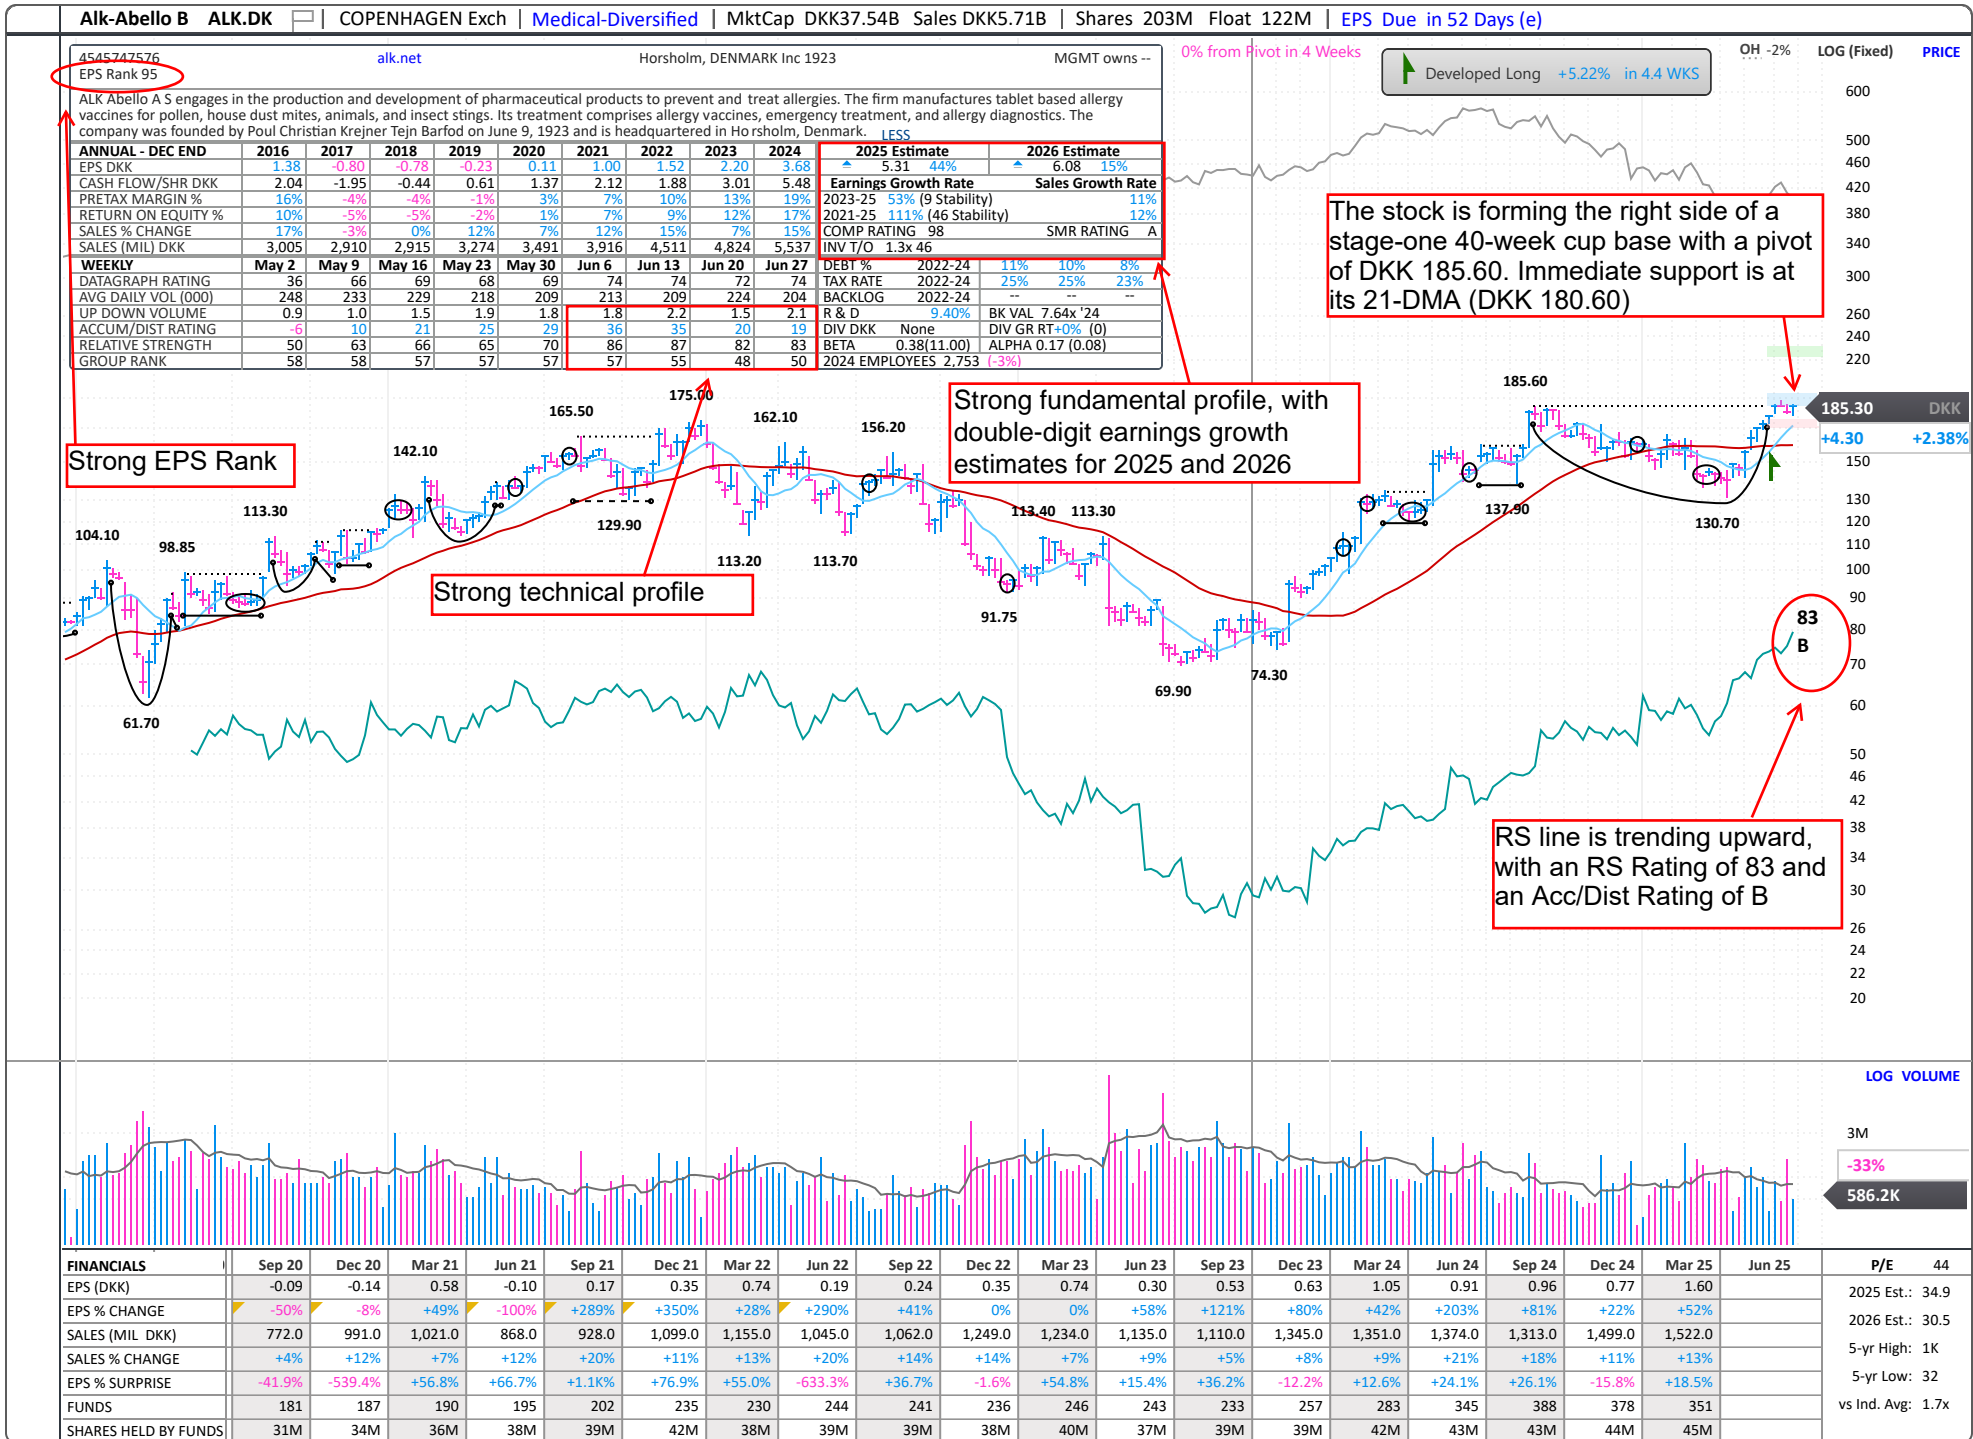 Alk-Abello B ALK.DK | COPENHAGEN Exch | Medical-Diversified | MktCap DKK37.54B Sales DKK5.71B | Shares 203M Float 122M | EPS Due in 52 Days (e)
4545747576 alk.net Horsholm, DENMARK Inc 1923 MGMT owns --
EPS Rank 95
ALK Abello A S engages in the production and development of pharmaceutical products to prevent and treat allergies. The firm manufactures tablet based allergy
vaccines for pollen, house dust mites, animals, and insect stings. Its treatment comprises allergy vaccines, emergency treatment, and allergy diagnostics. The
company was founded by Poul Christian Krejner Tejn Barfod on June 9, 1923 and is headquartered in Ho rsholm, Denmark. LESS
ANNUAL - DEC END 2016 2017 2018 2019 2020 2021 2022 2023 2024
EPS DKK 1.38 -0.80 -0.78 -0.23 0.11 1.00 1.52 2.20 3.68
CASH FLOW/SHR DKK 2.04 -1.95 -0.44 0.61 1.37 2.12 1.88 3.01 5.48
PRETAX MARGIN % 16% -4% -4% -1% 3% 7% 10% 13% 19%
RETURN ON EQUITY % 10% -5% -5% -2% 1% 7% 9% 12% 17%
SALES % CHANGE 17% -3% 0% 12% 7% 12% 15% 7% 15%
SALES (MIL) DKK 3,005 2,910 2,915 3,274 3,491 3,916 4,511 4,824 5,537
2025 Estimate 2026 Estimate
5.31 44% 6.08 15%
Earnings Growth Rate Sales Growth Rate
2023-25 53% (9 Stability) 11%
2021-25 111% (46 Stability) 12%
COMP RATING 98 SMR RATING A
INV T/O 1.3x 46
WEEKLY May 2 May 9 May 16 May 23 May 30 Jun 6 Jun 13 Jun 20 Jun 27
DATAGRAPH RATING 36 66 69 68 69 74 74 72 74
AVG DAILY VOL (000) 248 233 229 218 209 213 209 224 204
UP DOWN VOLUME 0.9 1.0 1.5 1.9 1.8 1.8 2.2 1.5 2.1
ACCUM/DIST RATING -6 10 21 25 29 36 35 20 19
RELATIVE STRENGTH 50 63 66 65 70 86 87 82 83
GROUP RANK 58 58 57 57 57 57 55 48 50
DEBT % 2022-24 11% 10% 8%
TAX RATE 2022-24 25% 25% 23%
BACKLOG 2022-24 -- -- --
R & D 9.40% BK VAL 7.64x '24
DIV DKK None DIV GR RT+0% (0)
BETA 0.38(11.00) ALPHA 0.17 (0.08)
2024 EMPLOYEES 2,753 (-3%)
0% from Pivot in 4 Weeks
Developed Long +5.22% in 4.4 WKS
OH -2%
LOG (Fixed) PRICE
The stock is forming the right side of a
stage-one 40-week cup base with a pivot
of DKK 185.60. Immediate support is at
its 21-DMA (DKK 180.60)
Strong fundamental profile, with
double-digit earnings growth
estimates for 2025 and 2026
Strong EPS Rank
Strong technical profile
RS line is trending upward,
with an RS Rating of 83 and
an Acc/Dist Rating of B
104.10
61.70
98.85
113.30
142.10
165.50
129.90
175.00
113.20
162.10
113.70
156.20
91.75
113.40
113.30
69.90
74.30
137.90
185.60
130.70
83
B
600
500
460
420
380
340
300
260
240
220
185.30 DKK
+4.30 +2.38%
150
130
120
110
100
90
80
70
60
50
46
42
38
34
30
26
24
22
20
LOG VOLUME
3M
-33%
586.2K
FINANCIALS Sep 20 Dec 20 Mar 21 Jun 21 Sep 21 Dec 21 Mar 22 Jun 22 Sep 22 Dec 22 Mar 23 Jun 23 Sep 23 Dec 23 Mar 24 Jun 24 Sep 24 Dec 24 Mar 25 Jun 25
EPS (DKK) -0.09 -0.14 0.58 -0.10 0.17 0.35 0.74 0.19 0.24 0.35 0.74 0.30 0.53 0.63 1.05 0.91 0.96 0.77 1.60
EPS % CHANGE -50% -8% +49% -100% +289% +350% +28% +290% +41% 0% 0% +58% +121% +80% +42% +203% +81% +22% +52%
SALES (MIL DKK) 772.0 991.0 1,021.0 868.0 928.0 1,099.0 1,155.0 1,045.0 1,062.0 1,249.0 1,234.0 1,135.0 1,110.0 1,345.0 1,351.0 1,374.0 1,313.0 1,499.0 1,522.0
SALES % CHANGE +4% +12% +7% +12% +20% +11% +13% +20% +14% +14% +7% +9% +5% +8% +9% +21% +18% +11% +13%
EPS % SURPRISE -41.9% -539.4% +56.8% +66.7% +1.1K% +76.9% +55.0% -633.3% +36.7% -1.6% +54.8% +15.4% +36.2% -12.2% +12.6% +24.1% +26.1% -15.8% +18.5%
FUNDS 181 187 190 195 202 235 230 244 241 236 246 243 233 257 283 345 388 378 351
SHARES HELD BY FUNDS 31M 34M 36M 38M 39M 42M 38M 39M 39M 38M 40M 37M 39M 39M 42M 43M 43M 44M 45M
P/E 44
2025 Est.: 34.9
2026 Est.: 30.5
5-yr High: 1K
5-yr Low: 32
vs Ind. Avg: 1.7x